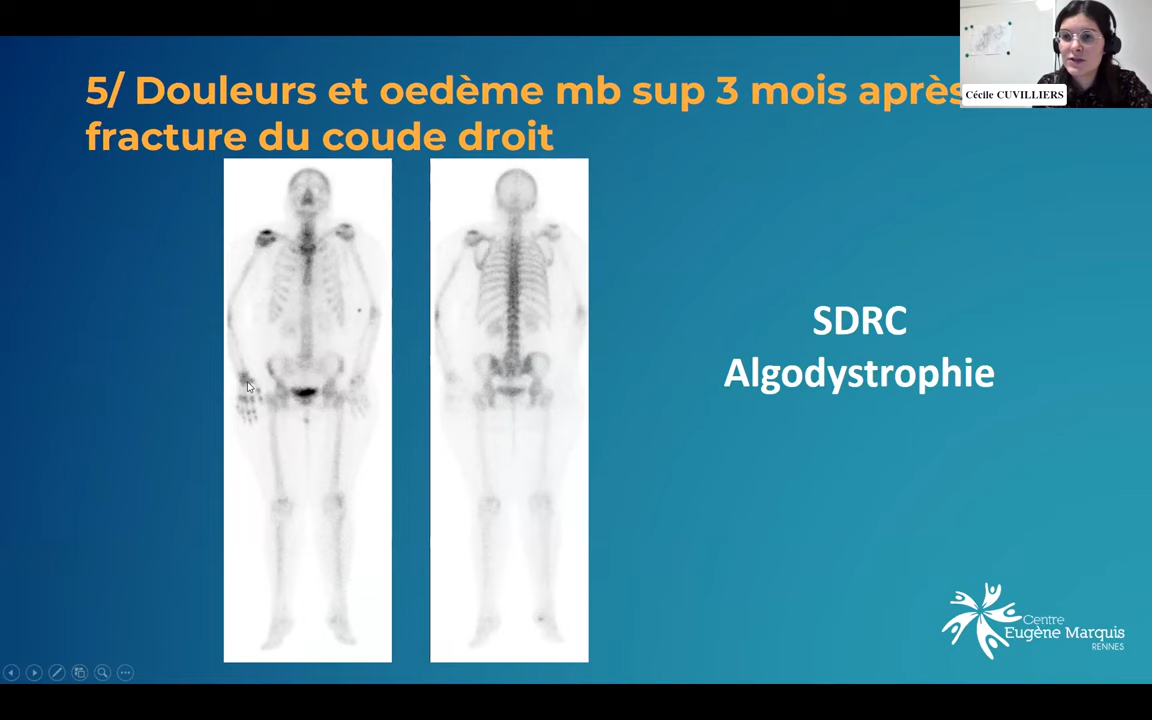 5/ Douleurs et oedème mb sup 3 mois après
fracture du coude droit
Cécile CUVILLIERS
SDRC
Algodystrophie
Centre
Eugène Marquis
RENNES